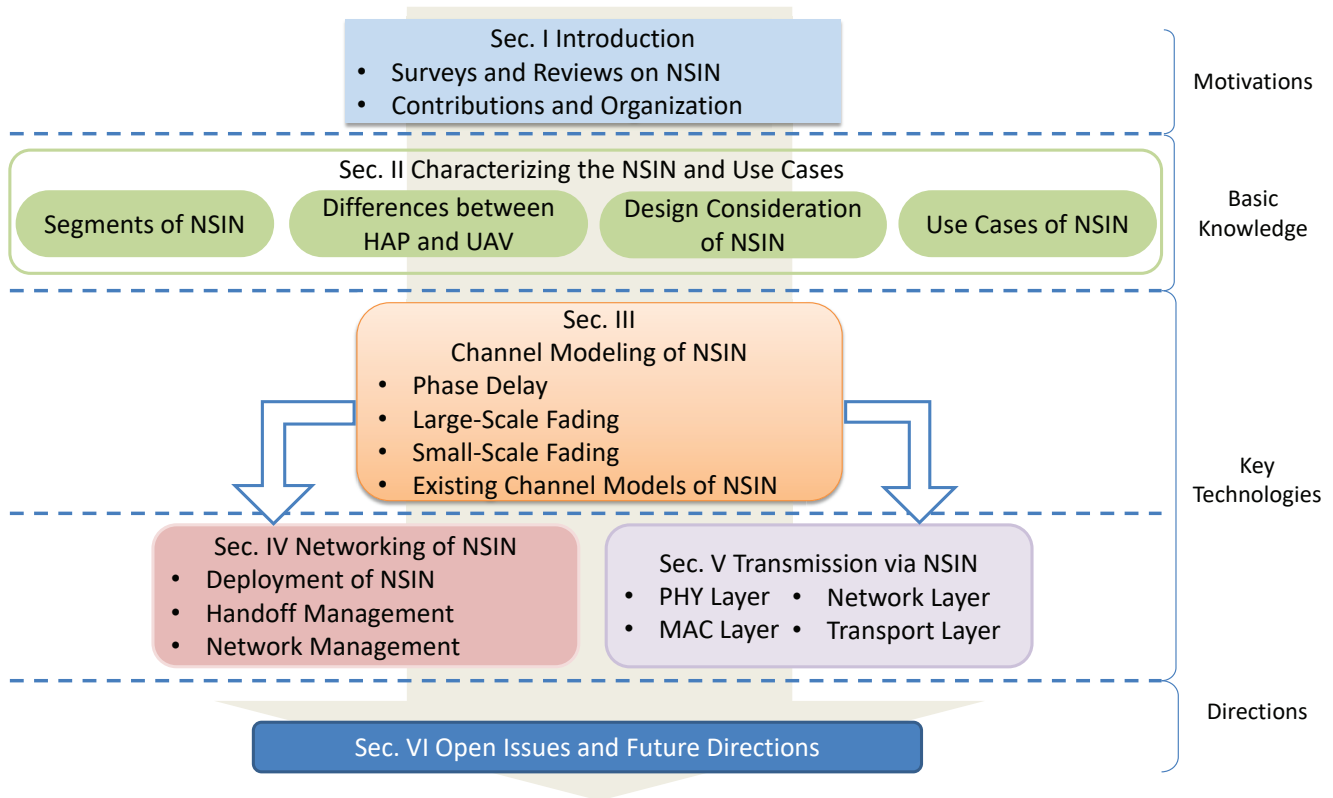 Sec. I Introduction
• Surveys and Reviews on NSIN
• Contributions and Organization
Motivations
Sec. II Characterizing the NSIN and Use Cases
Segments of NSIN
Differences between
HAP and UAV
Design Consideration
of NSIN
Use Cases of NSIN
Basic
Knowledge
Sec. III
Channel Modeling of NSIN
• Phase Delay
• Large-Scale Fading
• Small-Scale Fading
• Existing Channel Models of NSIN
Key
Technologies
Sec. IV Networking of NSIN
• Deployment of NSIN
• Handoff Management
• Network Management
Sec. V Transmission via NSIN
• PHY Layer • Network Layer
• MAC Layer • Transport Layer
Directions
Sec. VI Open Issues and Future Directions